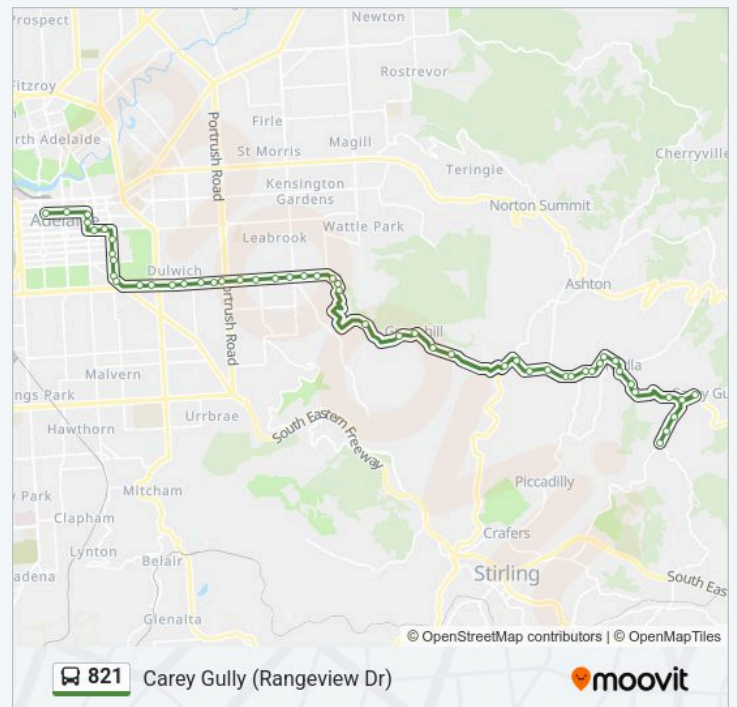 Prospect
Newton
Rostrevor
Fitzroy
Firle
Magill
rth Adelaide
St Morris
Portrush Road
Cherryville
Teringie
Kensington
Gardens
Norton Summit
Adelaide
Wattle Park
Leabrook
Dulwich
Ashton
ortrush Road
Malvern
ngs Park
Urrbrae
Hawthorn
South Eastern Freeway
Piccadilly
Park
Mitcham
Clapham
Crafers
Lynton
Belair
Stirling
adena
South Eas
Glenalta
© OpenStreetMap contributors | © OpenMapTiles
821 Carey Gully (Rangeview Dr)
moovit